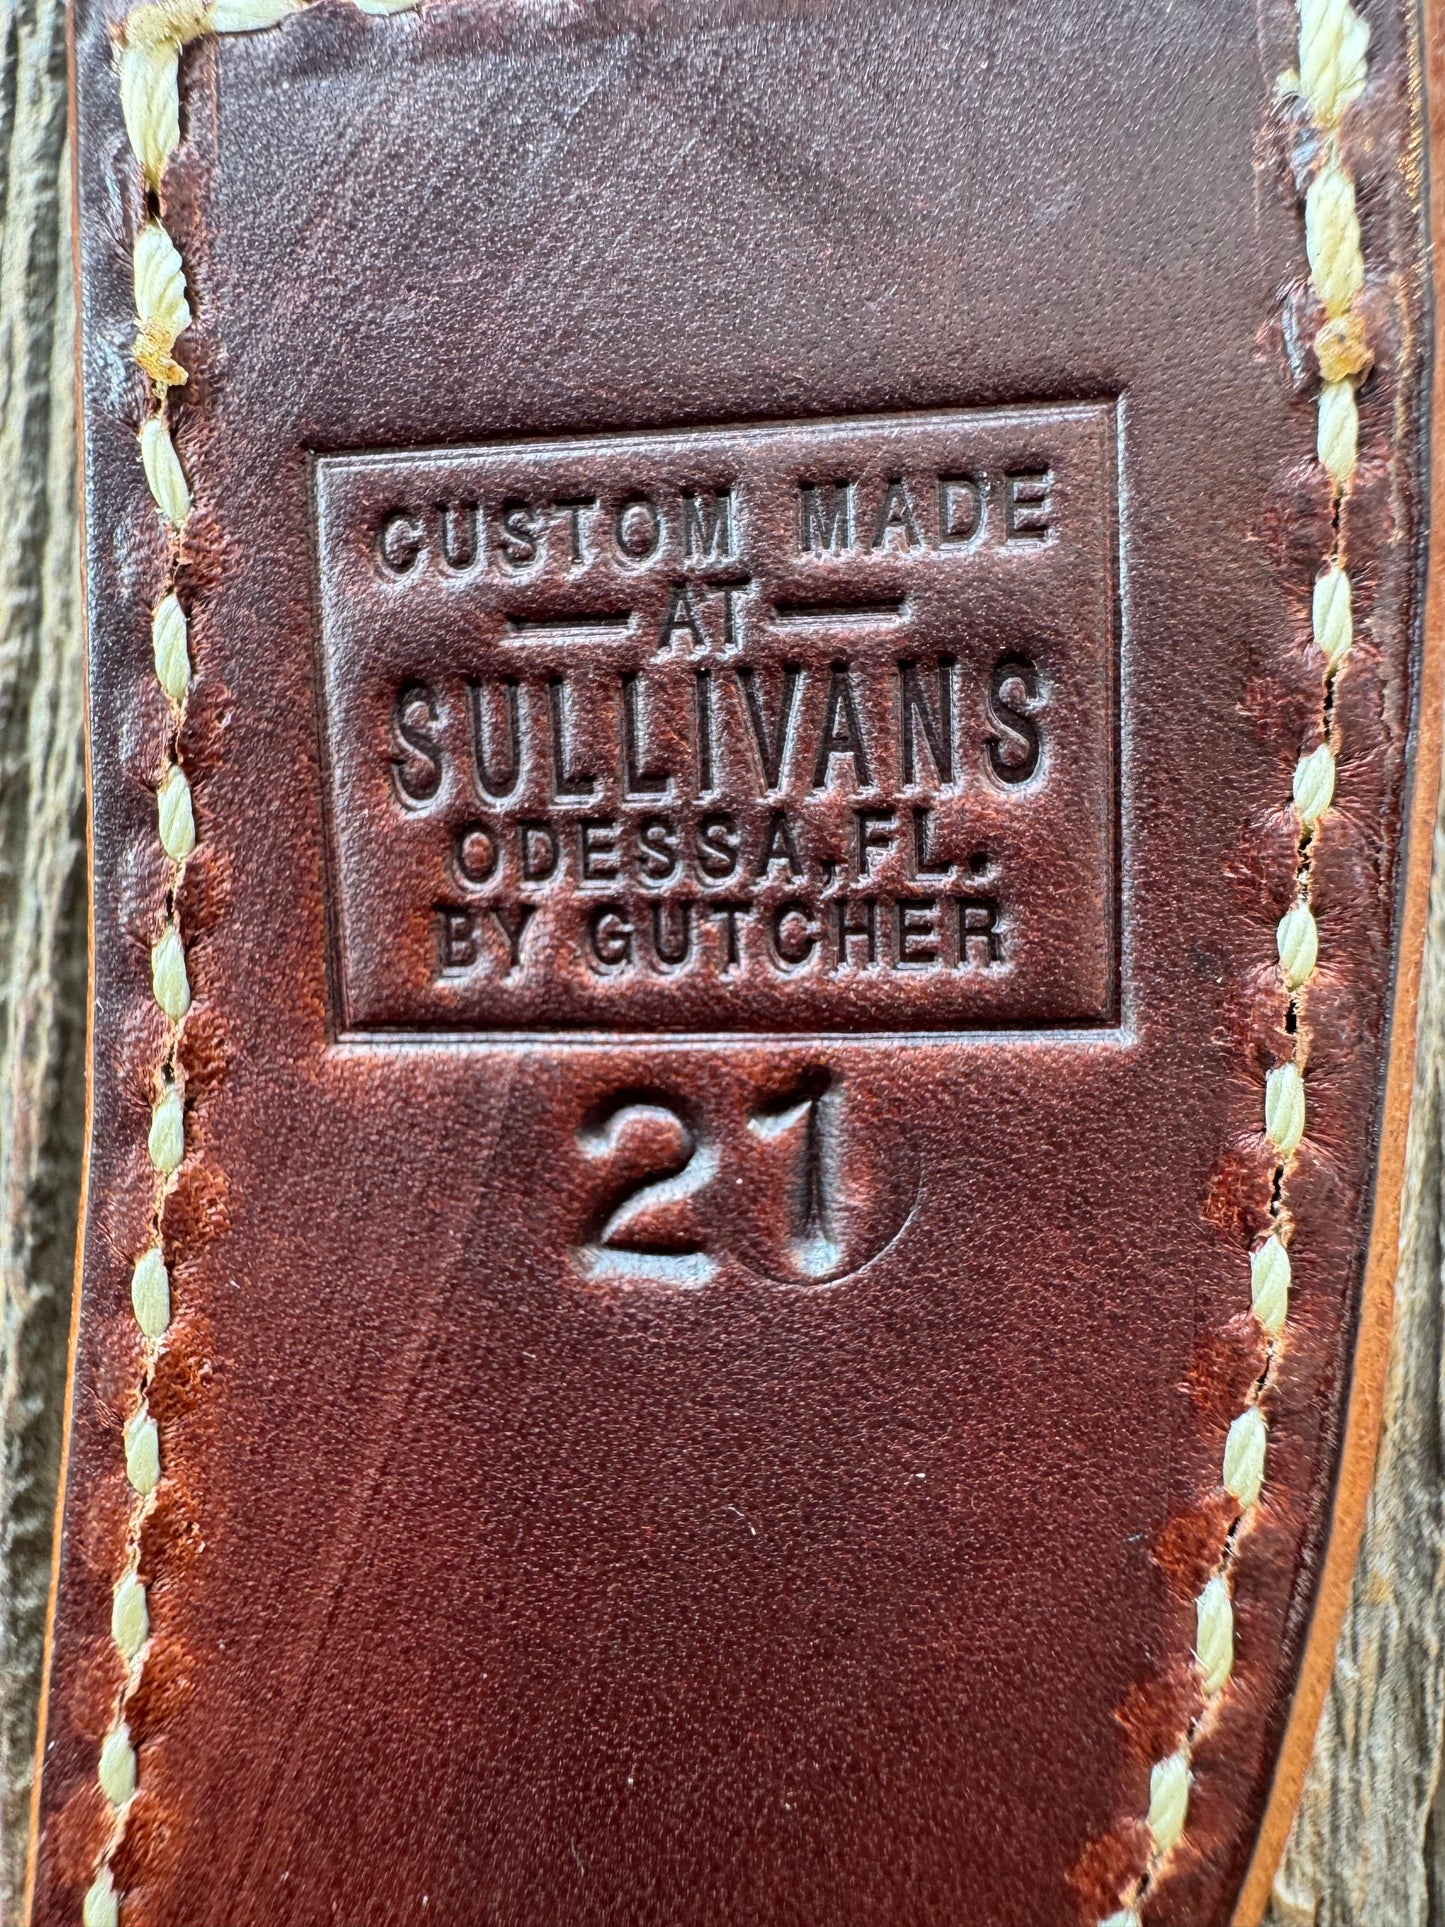 CUSTOM MADE
— AT —
SULLIVANS
ODESSA, FL.
BY GUTCHER
21